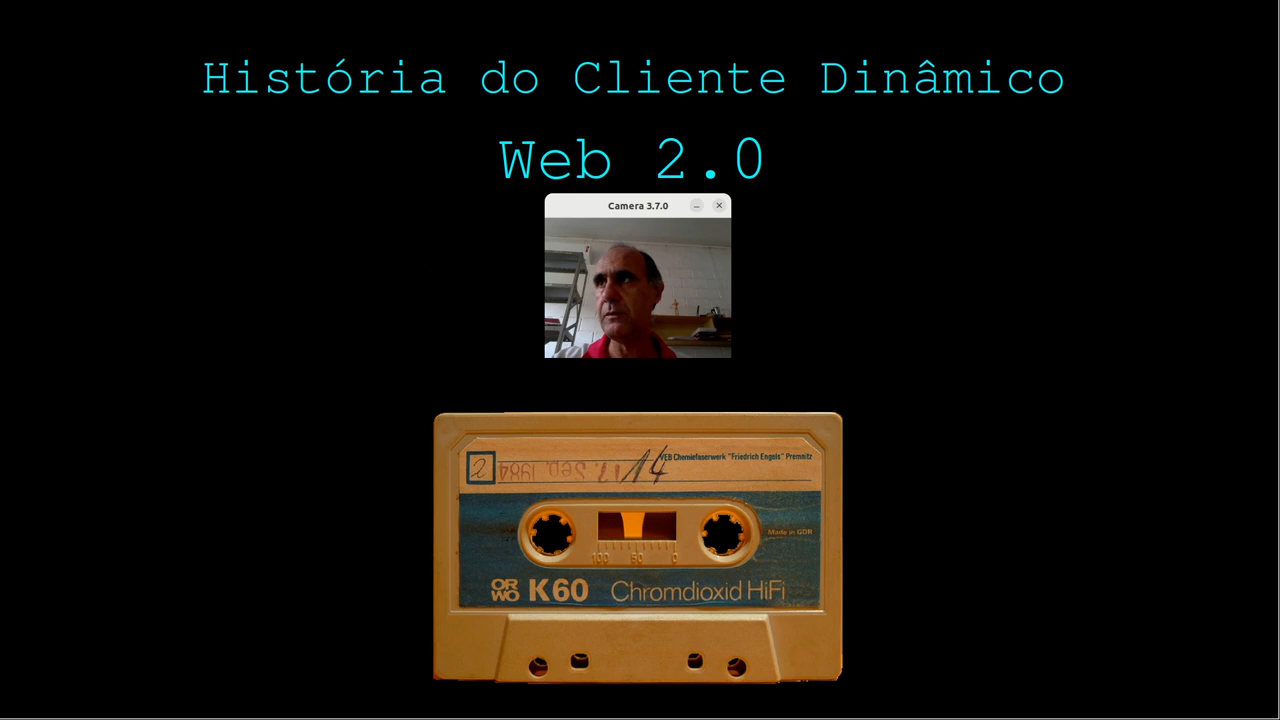 História do Cliente Dinâmico
Web 2.0
Camera 3.7.0
VEB Chemiefaserwerk "Friedrich Engels" Premnitz
2 17. Sep. 1984 14
Made in GDR
100 50 0
ORWO K60 Chromdioxid HiFi